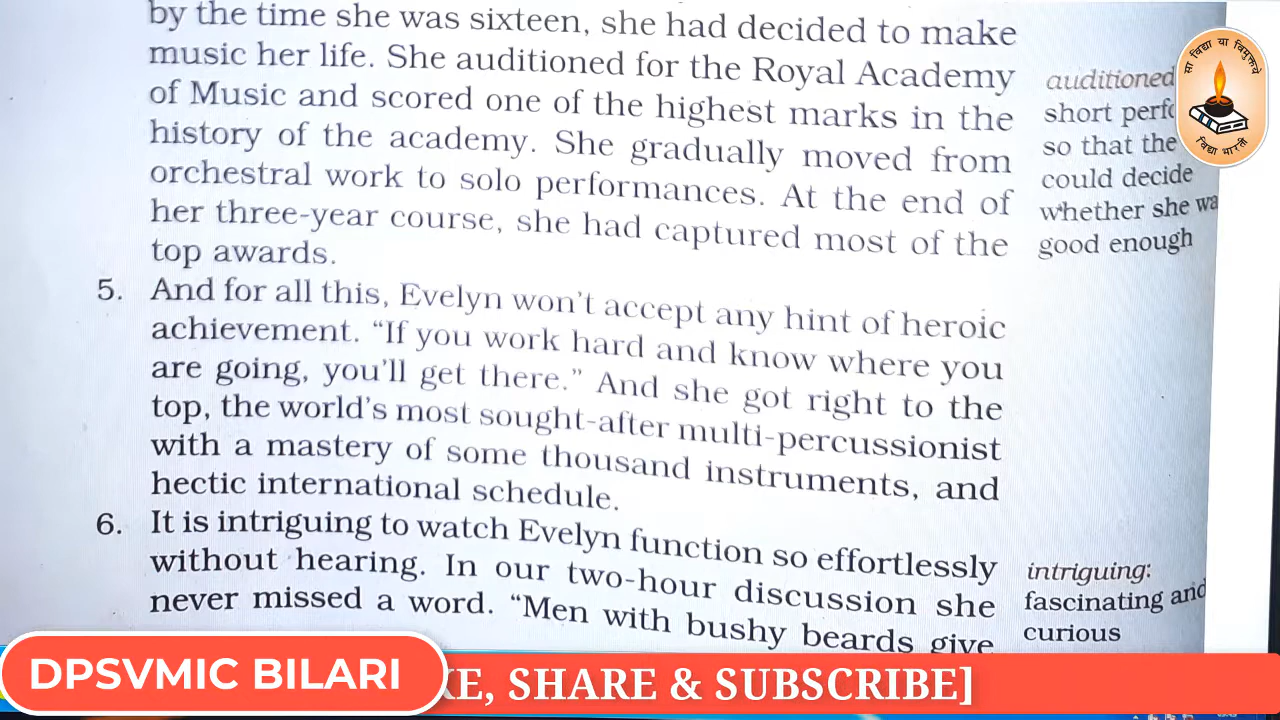 by the time she was sixteen, she had decided to make
music her life. She auditioned for the Royal Academy
of Music and scored one of the highest marks in the
history of the academy. She gradually moved from
orchestral work to solo performances. At the end of
her three-year course, she had captured most of the
top awards.
5. And for all this, Evelyn won't accept any hint of heroic
achievement. “If you work hard and know where you
are going, you'll get there.” And she got right to the
top, the world's most sought-after multi-percussionist
with a mastery of some thousand instruments, and
hectic international schedule.
6. It is intriguing to watch Evelyn function so effortlessly
without hearing. In our two-hour discussion she
never missed a word. “Men with bushy beards give
auditioned
short
so that the
could decide
whether she
good enough
intriguing:
fascinating and
curious
सा विद्या या विमुक्तये
विद्या भारती
DPSVMIC BILARI
KE, SHARE & SUBSCRIBE]